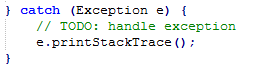 } catch (Exception e) {
    // TODO: handle exception
    e.printStackTrace();
}